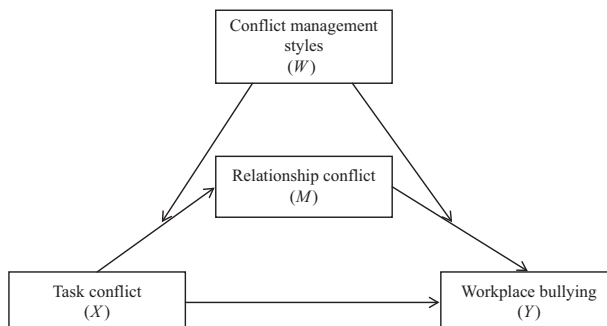 Conflict management
styles
(W)
Relationship conflict
(M)
Task conflict
(X)
Workplace bullying
(Y)